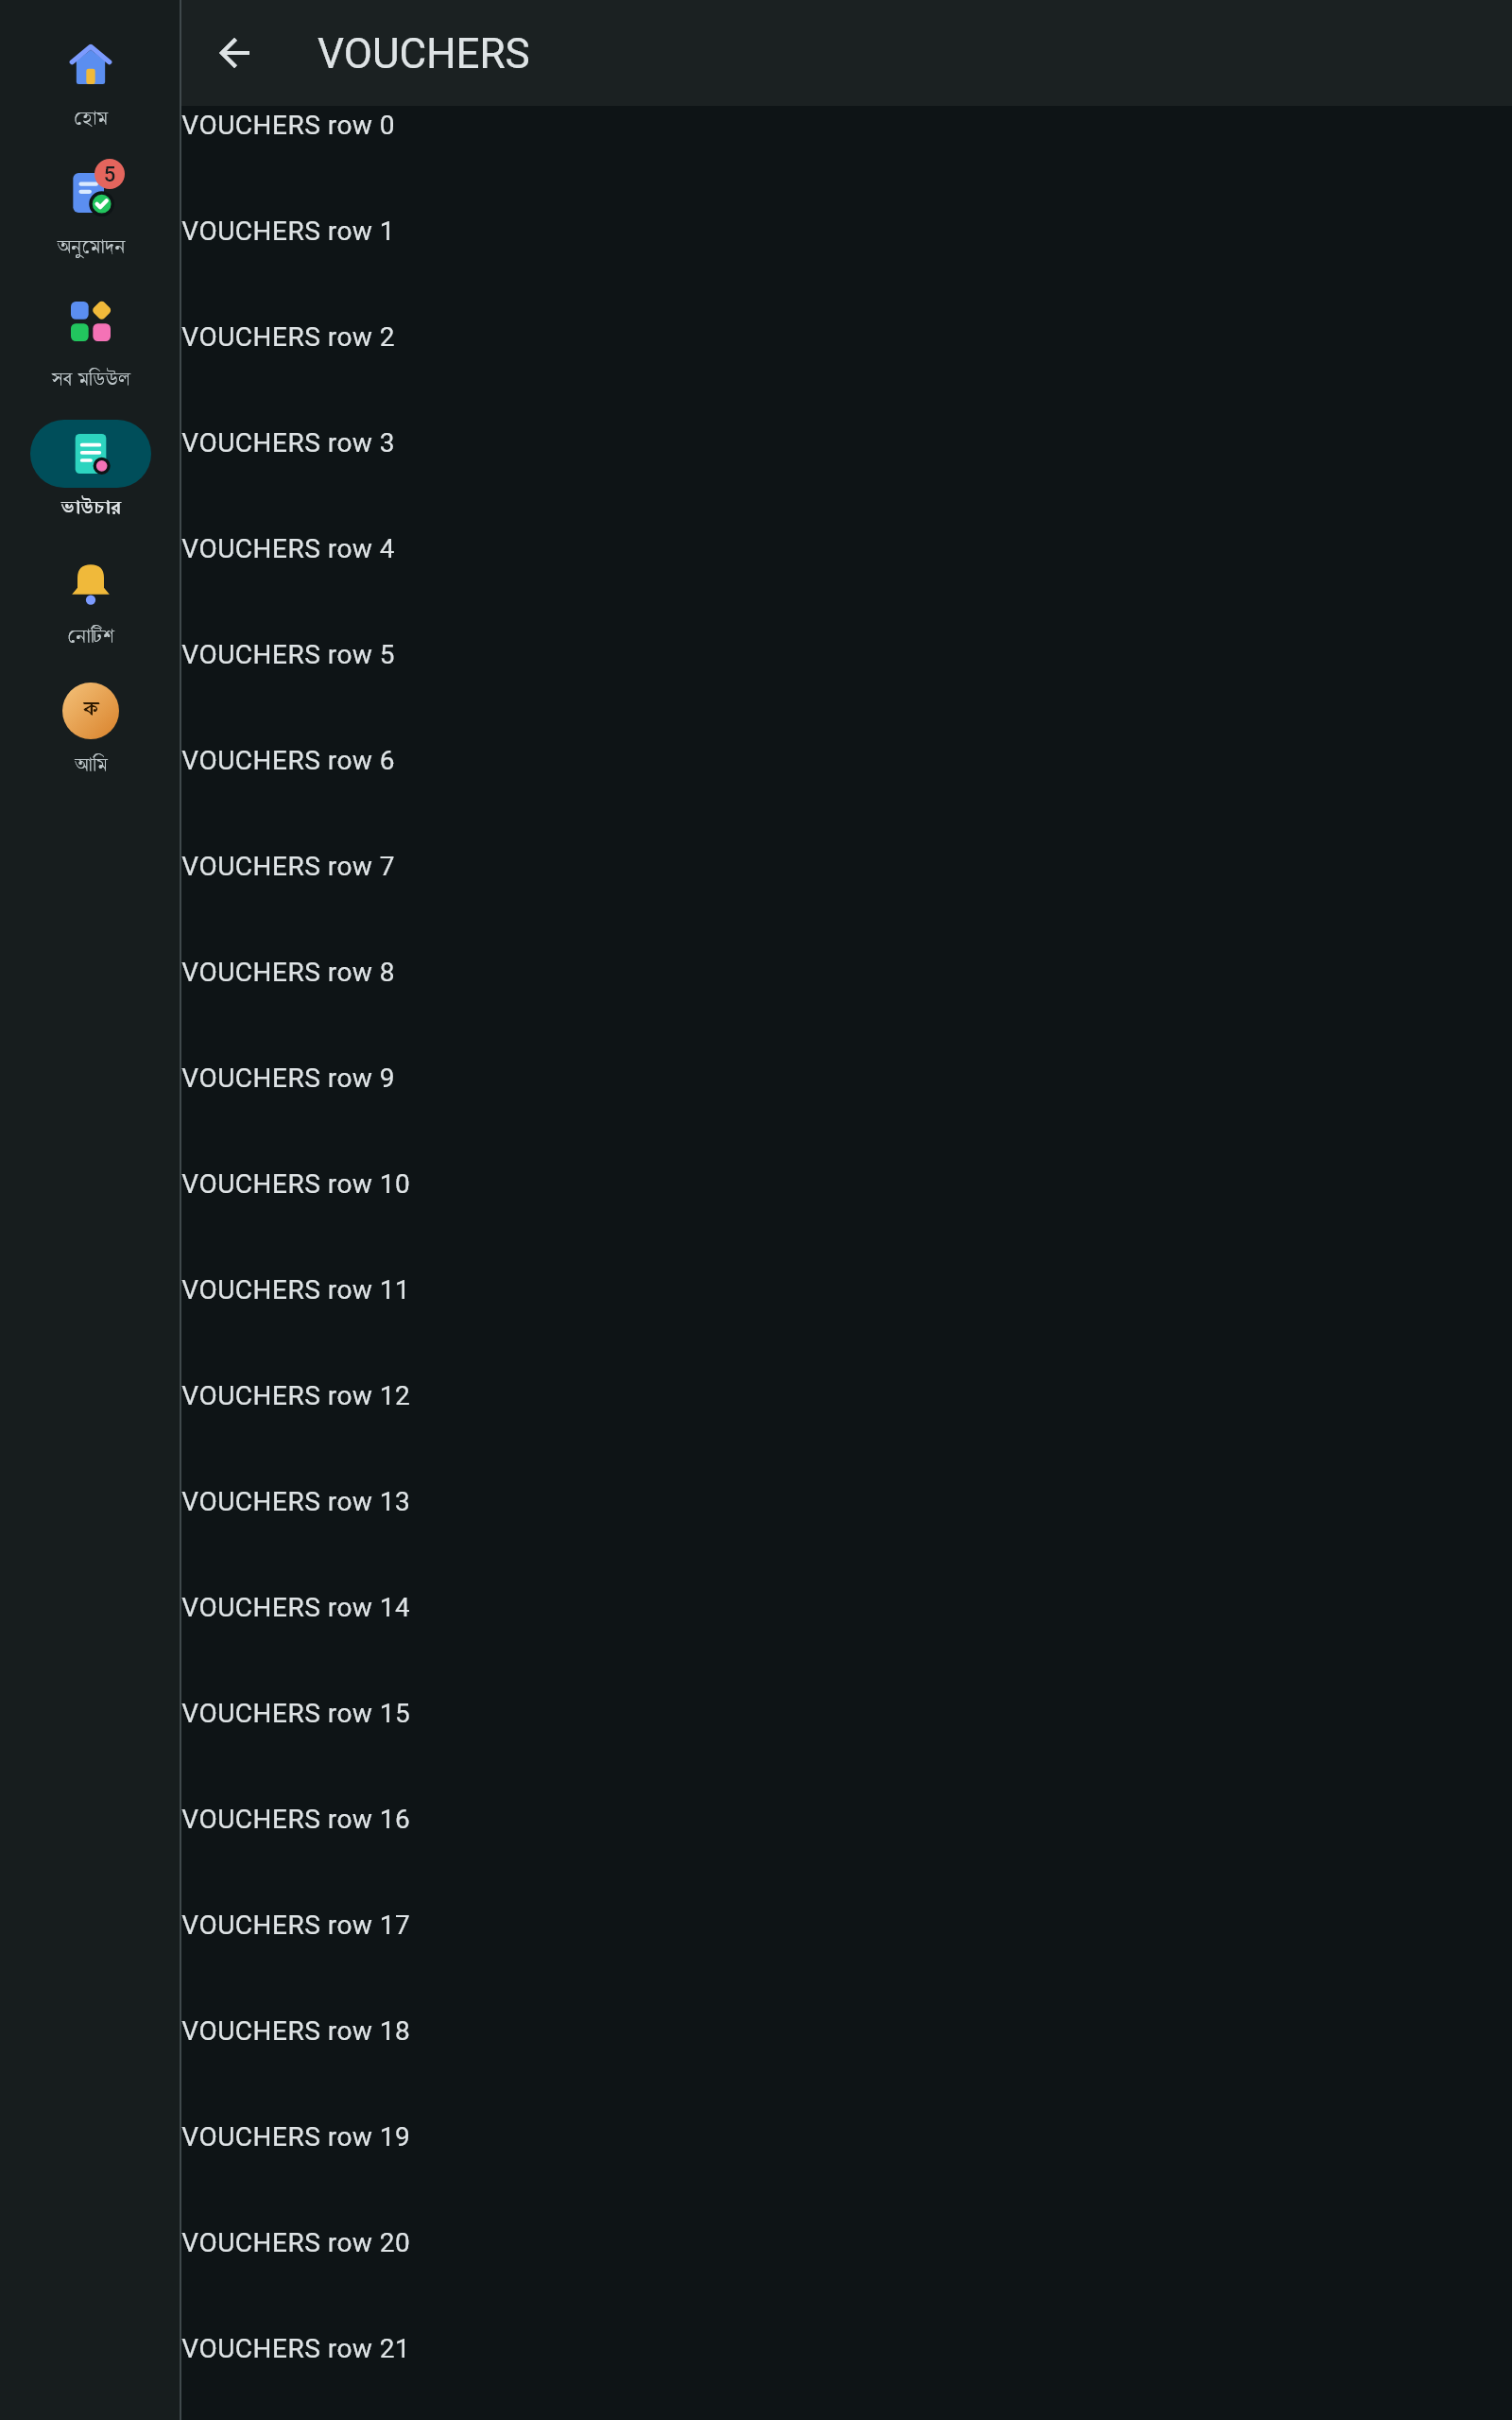 হোম
5
অনুমোদন
সব মডিউল
ভাউচার
নোটিশ
ক
আমি
VOUCHERS
VOUCHERS row 0
VOUCHERS row 1
VOUCHERS row 2
VOUCHERS row 3
VOUCHERS row 4
VOUCHERS row 5
VOUCHERS row 6
VOUCHERS row 7
VOUCHERS row 8
VOUCHERS row 9
VOUCHERS row 10
VOUCHERS row 11
VOUCHERS row 12
VOUCHERS row 13
VOUCHERS row 14
VOUCHERS row 15
VOUCHERS row 16
VOUCHERS row 17
VOUCHERS row 18
VOUCHERS row 19
VOUCHERS row 20
VOUCHERS row 21